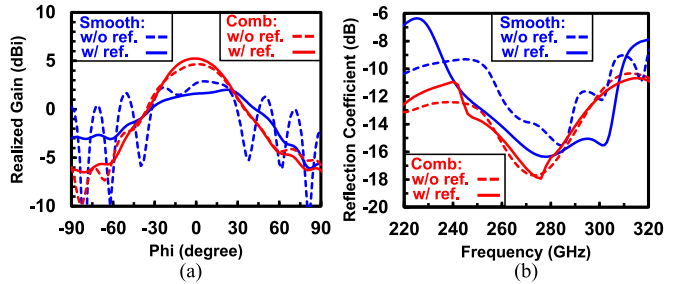 Smooth:
w/o ref.
w/ ref.
Comb:
w/o ref.
w/ ref.
10
5
0
-5
-10
Realized Gain (dBi)
-90
-60
-30
0
30
60
90
Phi (degree)
(a)
Smooth:
w/o ref.
w/ ref.
Comb:
w/o ref.
w/ ref.
-6
-8
-10
-12
-14
-16
-18
-20
Reflection Coefficient (dB)
220
240
260
280
300
320
Frequency (GHz)
(b)